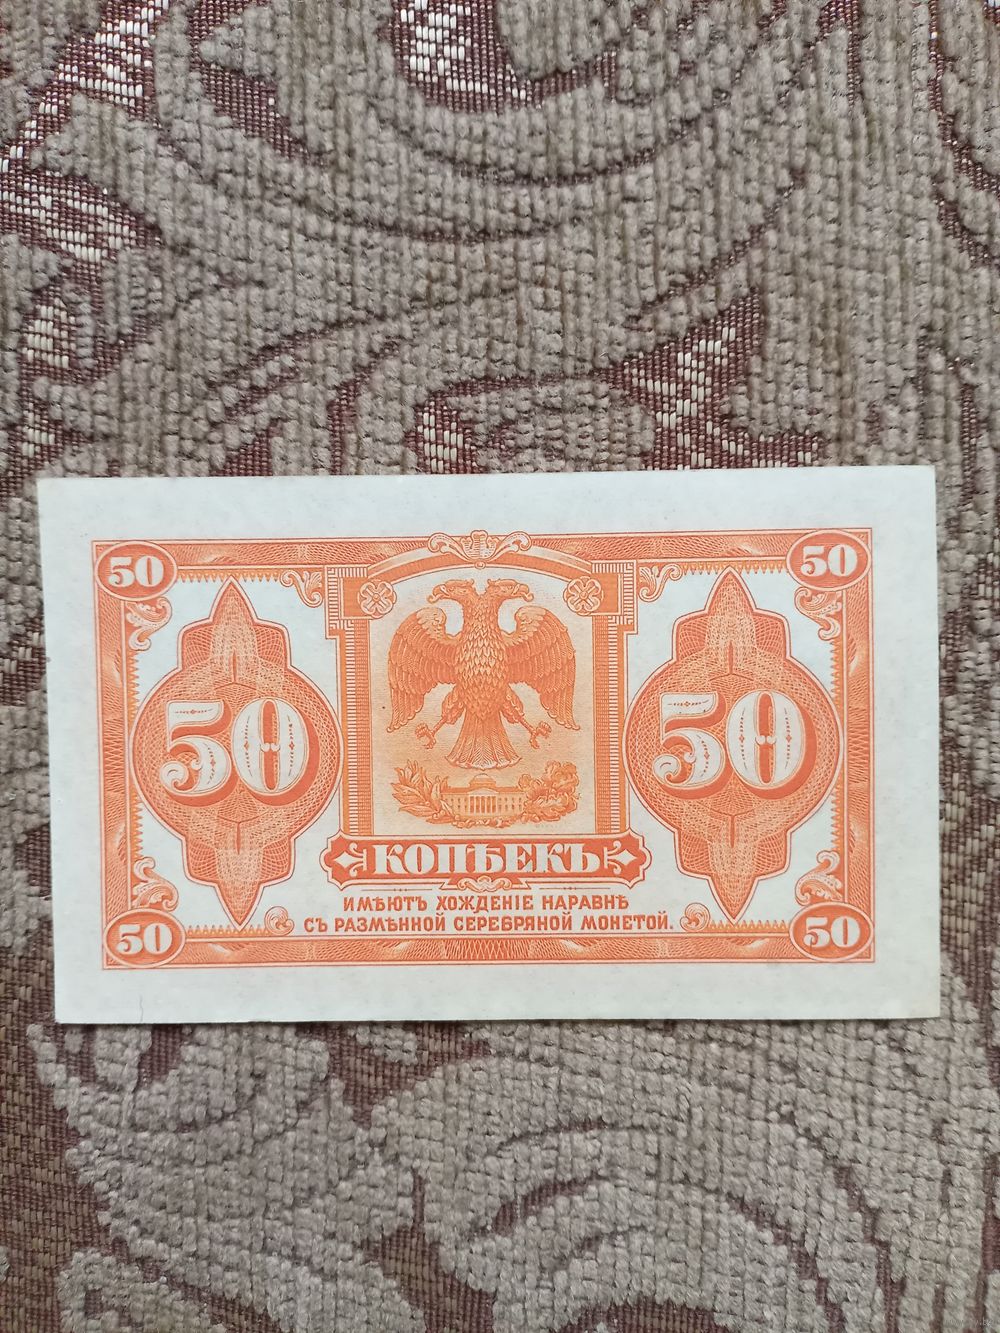 50 50
50 50
КОПѢЕКЪ
ИМѢЮТЪ ХОЖДЕНІЕ НАРАВНѢ
СЪ РАЗМѢННОЙ СЕРЕБРЯНОЙ МОНЕТОЙ.
50 50